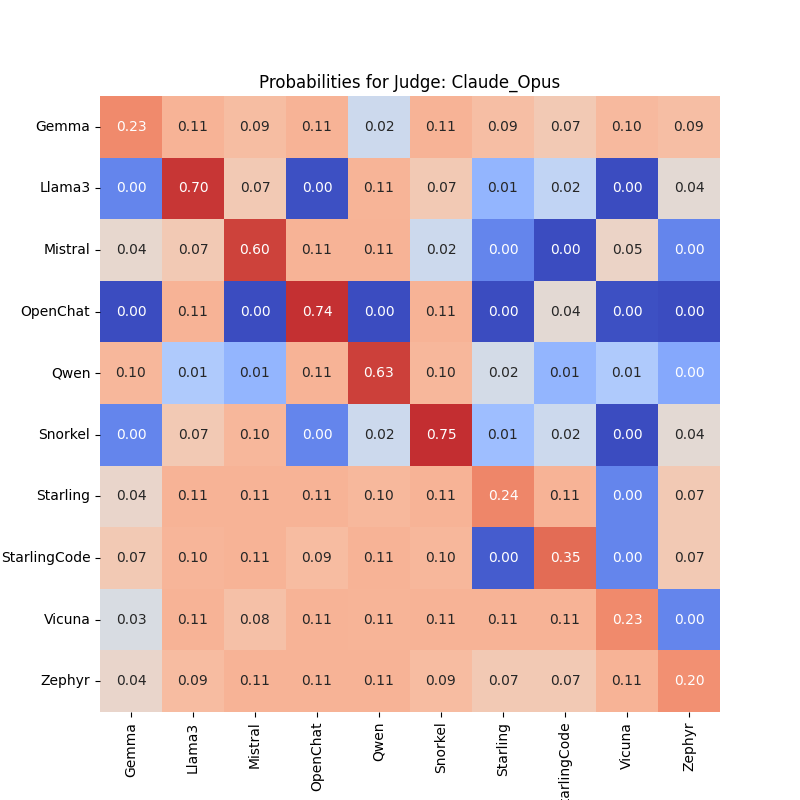 Probabilities for Judge: Claude_Opus
Gemma 0.23 0.11 0.09 0.11 0.02 0.11 0.09 0.07 0.10 0.09
Llama3 0.00 0.70 0.07 0.00 0.11 0.07 0.01 0.02 0.00 0.04
Mistral 0.04 0.07 0.60 0.11 0.11 0.02 0.00 0.00 0.05 0.00
OpenChat 0.00 0.11 0.00 0.74 0.00 0.11 0.00 0.04 0.00 0.00
Qwen 0.10 0.01 0.01 0.11 0.63 0.10 0.02 0.01 0.01 0.00
Snorkel 0.00 0.07 0.10 0.00 0.02 0.75 0.01 0.02 0.00 0.04
Starling 0.04 0.11 0.11 0.11 0.10 0.11 0.24 0.11 0.00 0.07
StarlingCode 0.07 0.10 0.11 0.09 0.11 0.10 0.00 0.35 0.00 0.07
Vicuna 0.03 0.11 0.08 0.11 0.11 0.11 0.11 0.11 0.23 0.00
Zephyr 0.04 0.09 0.11 0.11 0.11 0.09 0.07 0.07 0.11 0.20
Gemma Llama3 Mistral OpenChat Qwen Snorkel Starling arlingCode Vicuna Zephyr